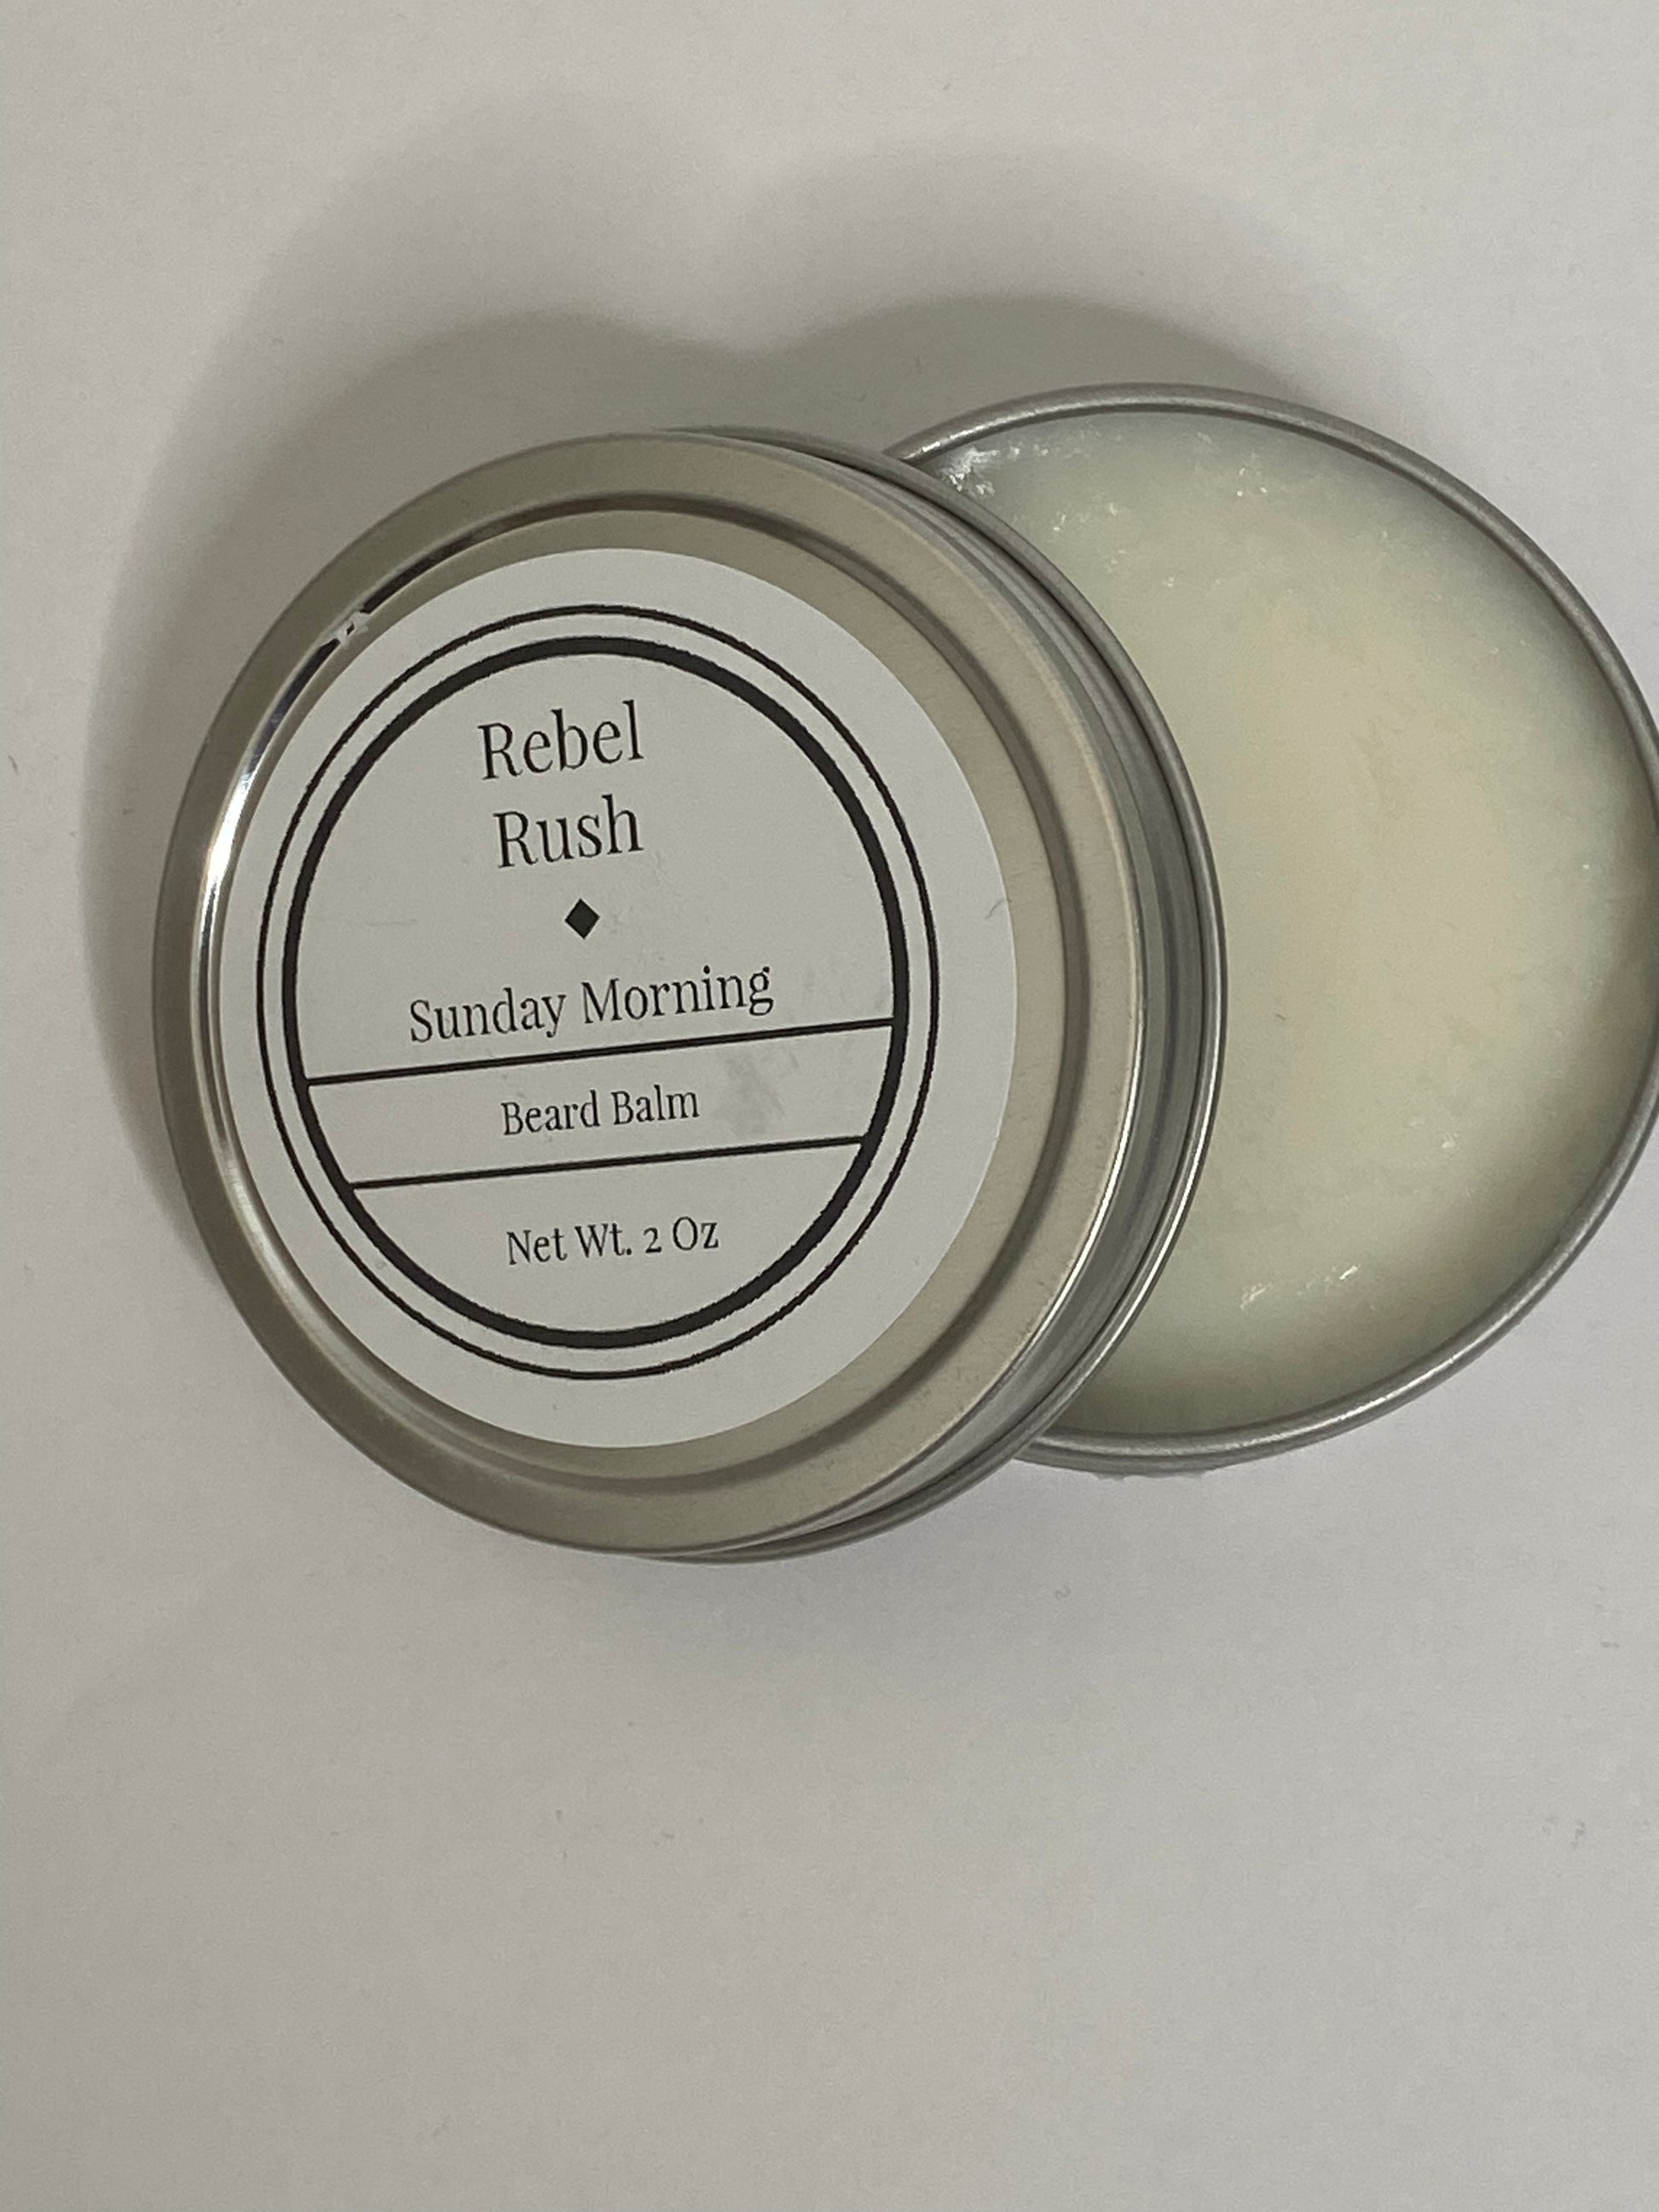 Rebel
Rush
Sunday Morning
Beard Balm
Net Wt. 2 Oz